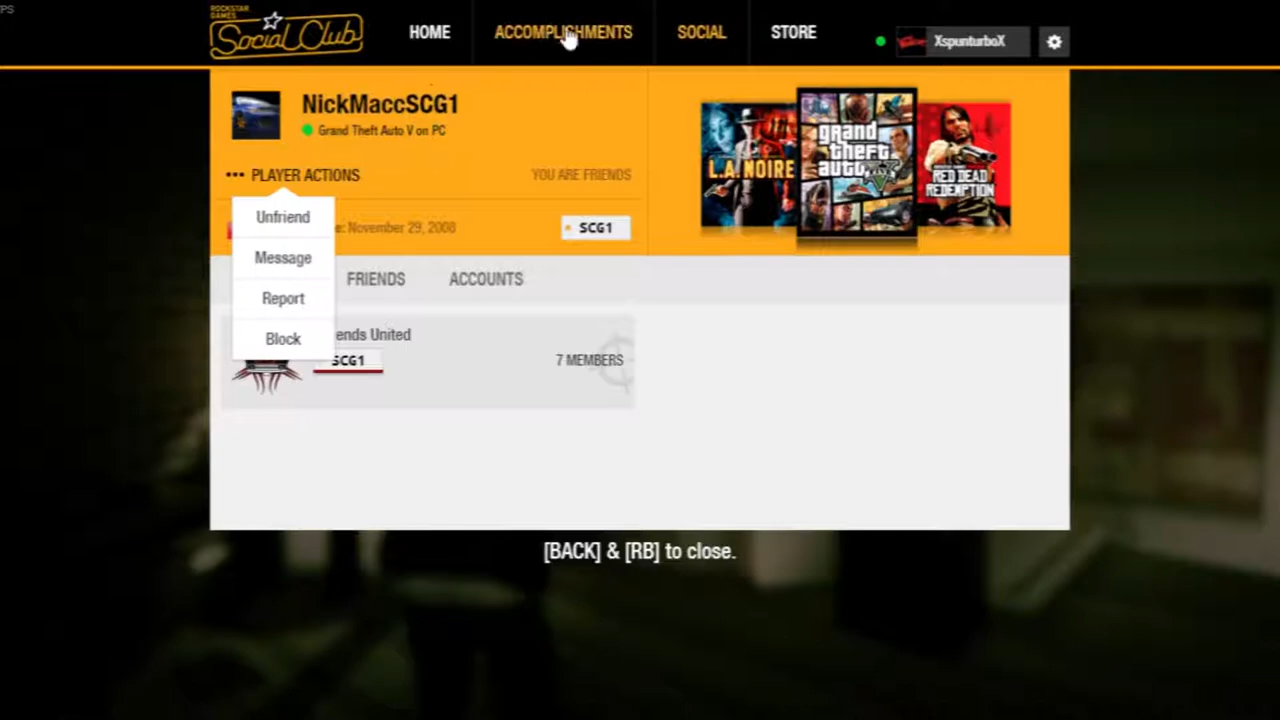 PS
ROCKSTAR
GAMES
Social Club
HOME
ACCOMPLISHMENTS
SOCIAL
STORE
XspunturboX
NickMaccSCG1
Grand Theft Auto V on PC
••• PLAYER ACTIONS
YOU ARE FRIENDS
Unfriend
Message
Report
Block
e: November 29, 2008
SCG1
L.A. NOIRE
grand
theft
auto
V
RED DEAD
REDEMPTION
FRIENDS
ACCOUNTS
ends United
SCG1
7 MEMBERS
[BACK] & [RB] to close.